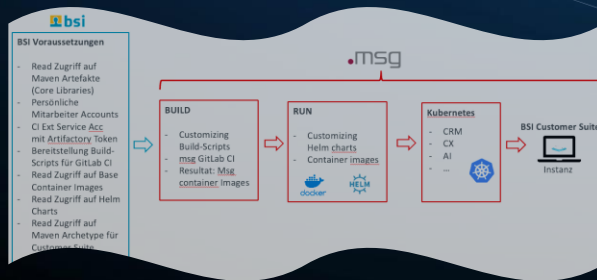 bsi
BSI Voraussetzungen
- Read Zugriff auf
Maven Artefakte
(Core Libraries)
- Persönliche
Mitarbeiter Accounts
- CI Ext Service Acc
mit Artifactory Token
- Bereitstellung Build-
Scripts für GitLab CI
- Read Zugriff auf Base
Container Images
- Read Zugriff auf Helm
Charts
- Read Zugriff auf
Maven Archetype für
Customer Suite
.msg
BUILD
- Customizing
Build-Scripts
- msg GitLab CI
- Resultat: Msg
container Images
RUN
- Customizing
Helm charts
- Container images
docker
HELM
Kubernetes
- CRM
- CX
- AI
- ...
BSI Customer Suite
Instanz